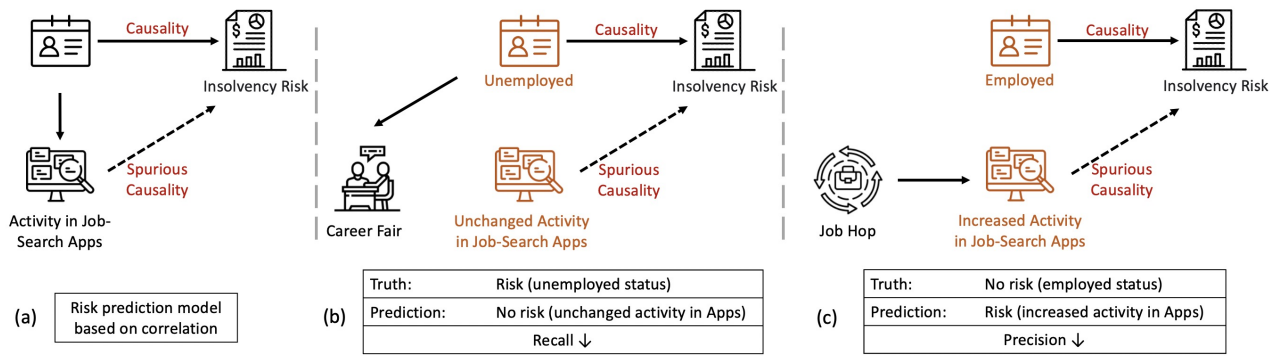 Causality
Insolvency Risk
Spurious
Causality
Activity in Job-
Search Apps
(a)
Risk prediction model
based on correlation
Causality
Unemployed
Insolvency Risk
Spurious
Causality
Career Fair
Unchanged Activity
in Job-Search Apps
(b)
Truth: Risk (unemployed status)
Prediction: No risk (unchanged activity in Apps)
Recall ↓
Causality
Employed
Insolvency Risk
Spurious
Causality
Job Hop
Increased Activity
in Job-Search Apps
(c)
Truth: No risk (employed status)
Prediction: Risk (increased activity in Apps)
Precision ↓